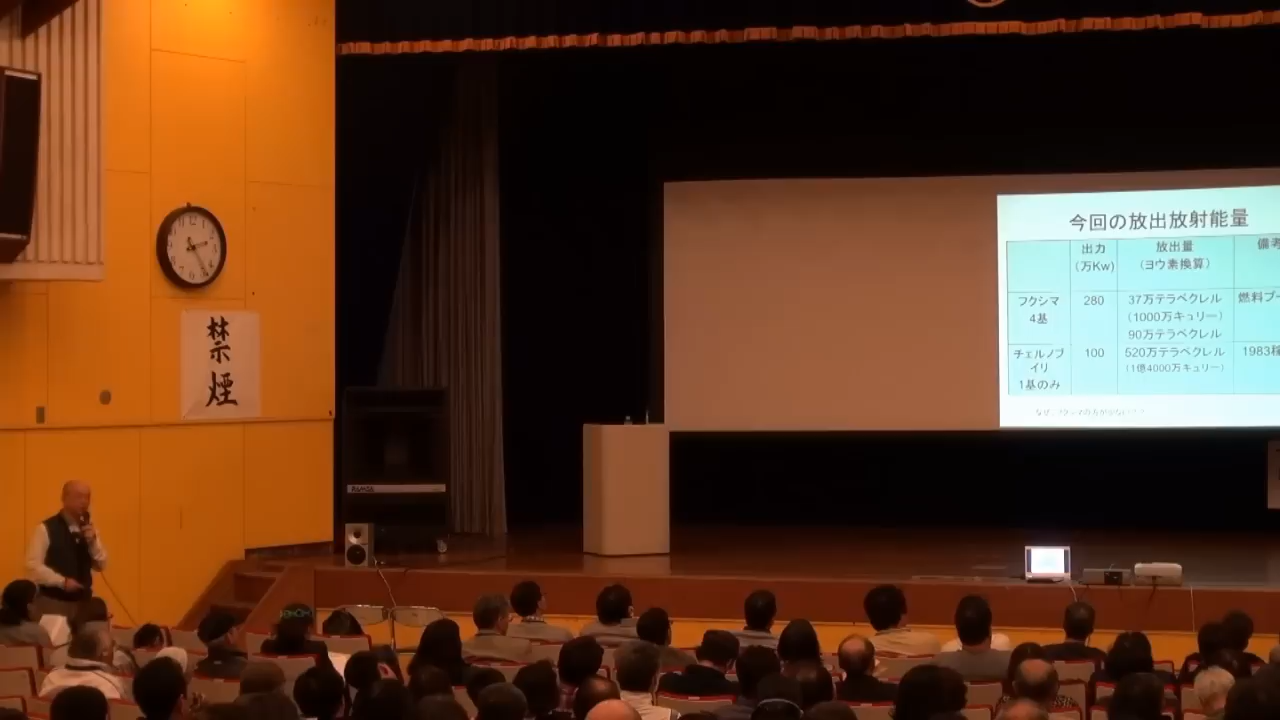 禁煙
今回の放出放射能量
出力
(万Kw)
放出量
(ヨウ素換算)
備考
フクシマ
4基
280
37万テラベクレル
(1000万キュリー)
90万テラベクレル
燃料プー
チェルノブ
イリ
1基のみ
100
520万テラベクレル
(1億4000万キュリー)
1983稼